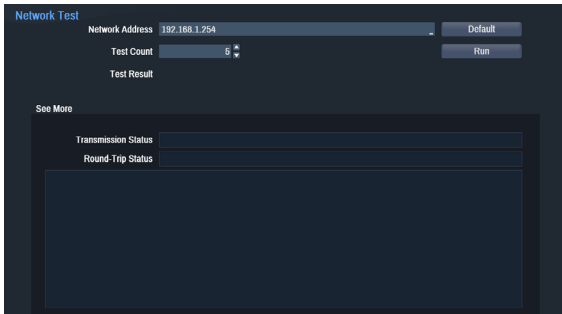 Network Test
Network Address 192.168.1.254 Default
Test Count 5 Run
Test Result
See More
Transmission Status
Round-Trip Status